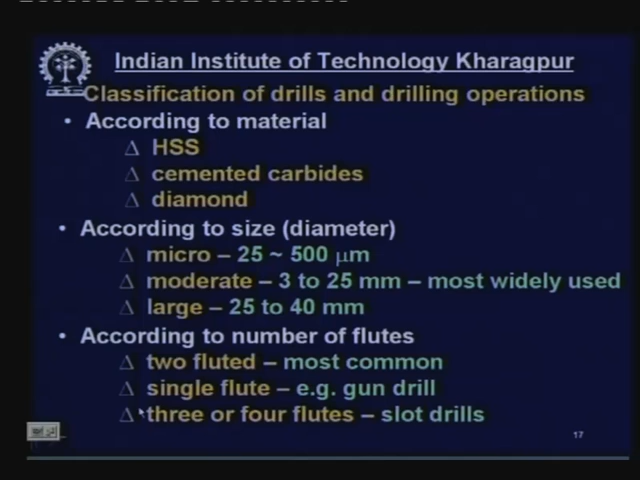 Indian Institute of Technology Kharagpur
Classification of drills and drilling operations
• According to material
Δ HSS
Δ cemented carbides
Δ diamond
• According to size (diameter)
Δ micro – 25 ~ 500 μm
Δ moderate – 3 to 25 mm – most widely used
Δ large – 25 to 40 mm
• According to number of flutes
Δ two fluted – most common
Δ single flute – e.g. gun drill
Δ three or four flutes – slot drills
17